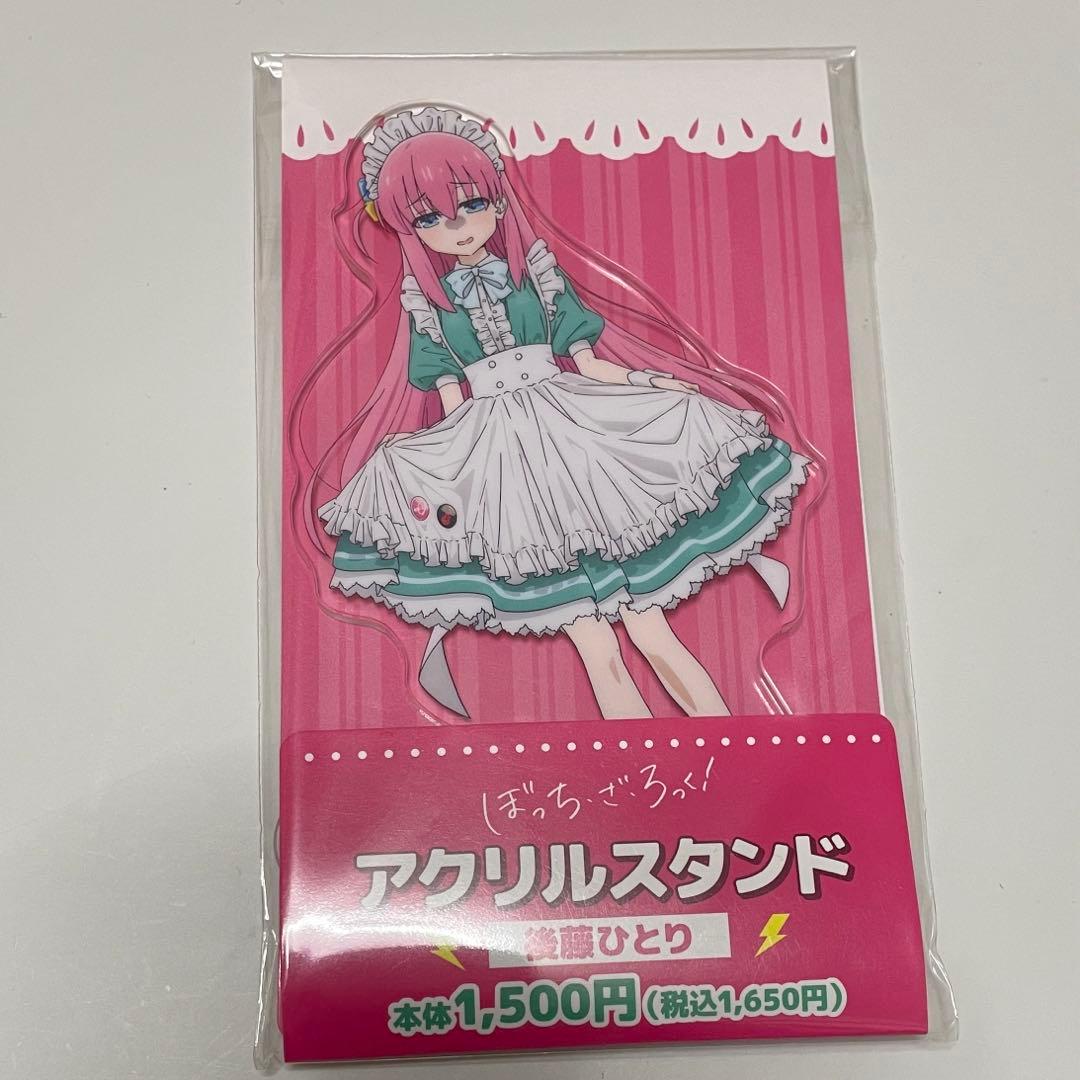 ぼっち・ざ・ろっく!
アクリルスタンド
後藤ひとり
本体1,500円(税込1,650円)